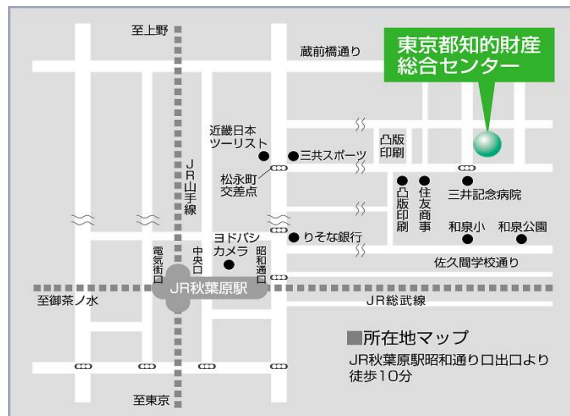 至上野
蔵前橋通り
東京都知的財産
総合センター
近畿日本
ツーリスト
三共スポーツ
凸版
印刷
JR山手線
松永町
交差点
凸版印刷
住友商事
三井記念病院
和泉小
和泉公園
ヨドバシ
カメラ
りそな銀行
電気街口
中央口
昭和通口
佐久間学校通り
JR秋葉原駅
至御茶ノ水
JR総武線
■所在地マップ
JR秋葉原駅昭和通り口出口より
徒歩10分
至東京